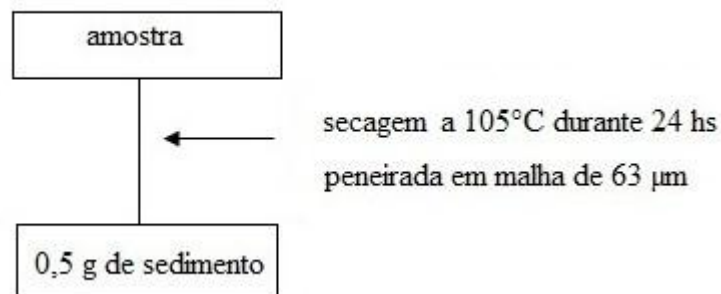 amostra
secagem a 105°C durante 24 hs
peneirada em malha de 63 μm
0,5 g de sedimento